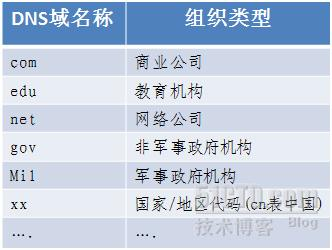 DNS域名称 组织类型
com 商业公司
edu 教育机构
net 网络公司
gov 非军事政府机构
Mil 军事政府机构
xx 国家/地区代码(cn表中国)
…. ….
51CTO.com
技术博客 Blog